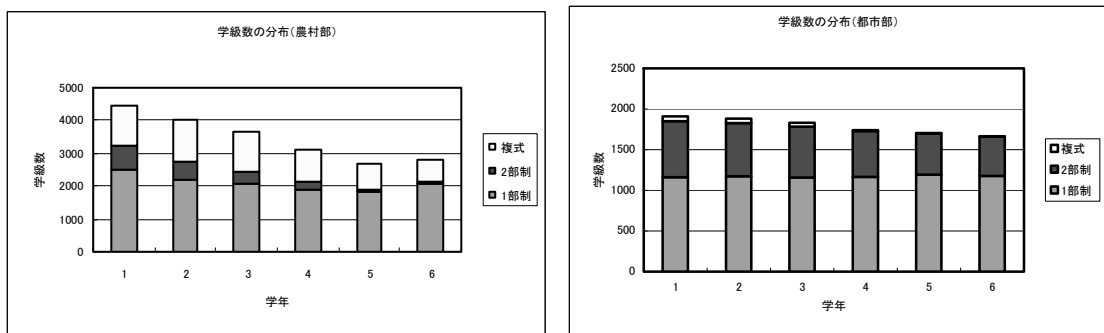 学級数の分布(農村部)
学級数
5000
4000
3000
2000
1000
0
1 2 3 4 5 6
学年
複式
2部制
1部制
学級数の分布(都市部)
学級数
2500
2000
1500
1000
500
0
1 2 3 4 5 6
学年
複式
2部制
1部制